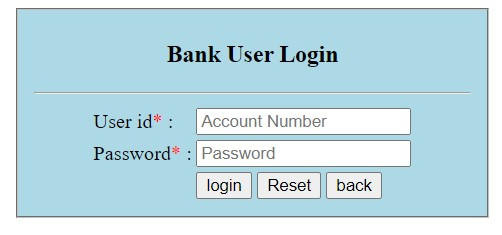 Bank User Login
User id* : Account Number
Password* : Password
login Reset back